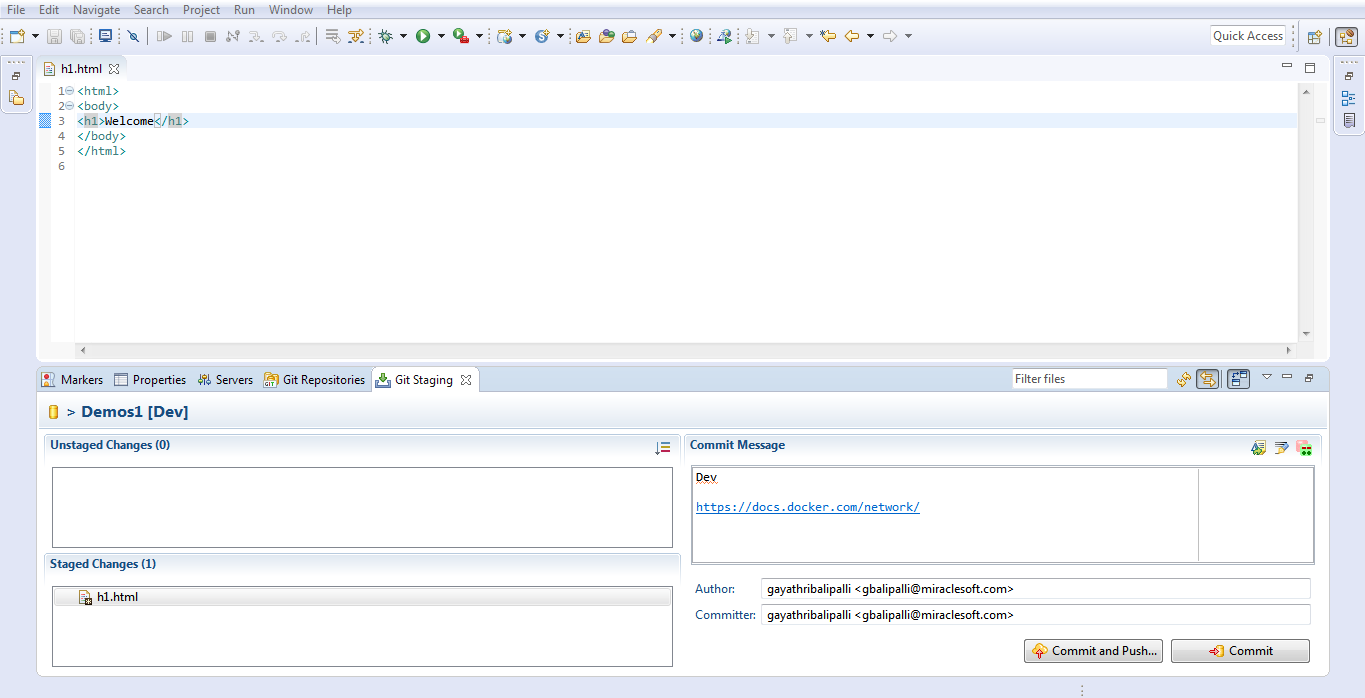 File Edit Navigate Search Project Run Window Help
Quick Access
h1.html
1 <html>
2 <body>
3 <h1>Welcome</h1>
4 </body>
5 </html>
6
Markers Properties Servers GIT Git Repositories Git Staging Filter files
> Demos1 [Dev]
Unstaged Changes (0)
Staged Changes (1)
h1.html
Commit Message
Dev
https://docs.docker.com/network/
Author: gayathribalipalli <gbalipalli@miraclesoft.com>
Committer: gayathribalipalli <gbalipalli@miraclesoft.com>
Commit and Push... Commit